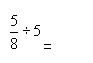 5/8 ÷ 5 =